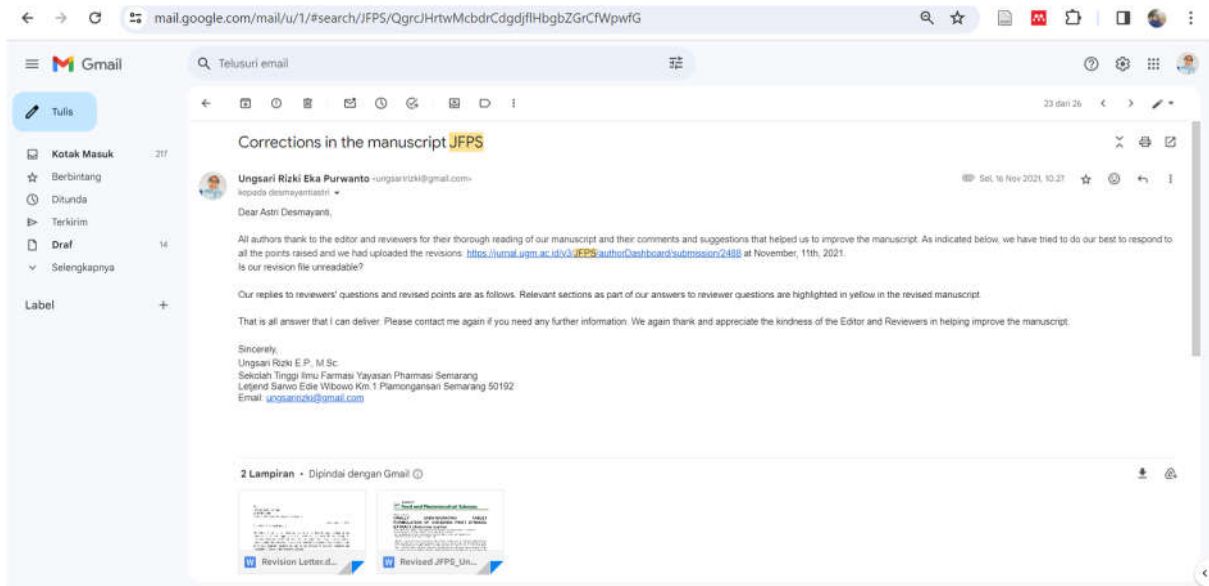 mail.google.com/mail/u/1/#search/JFPS/QgrcJHrtwMcbdrCdgdjflHbgbZGrCfWpwfG
Gmail
Telusuri email
Tulis
23 dari 26
Corrections in the manuscript JFPS
Kotak Masuk 217
Berbintang
Ditunda
Terkirim
Draf 14
Selengkapnya
Label +
Ungsari Rizki Eka Purwanto <ungsaririzki@gmail.com>
Sel, 16 Nov 2021, 10.27
kepada desmayantiastri
Dear Astri Desmayanti,
All authors thank to the editor and reviewers for their thorough reading of our manuscript and their comments and suggestions that helped us to improve the manuscript. As indicated below, we have tried to do our best to respond to
all the points raised and we had uploaded the revisions: https://jurnal.ugm.ac.id/v3/JFPS/authorDashboard/submission/2488 at November, 11th, 2021.
Is our revision file unreadable?
Our replies to reviewers' questions and revised points are as follows. Relevant sections as part of our answers to reviewer questions are highlighted in yellow in the revised manuscript.
That is all answer that I can deliver. Please contact me again if you need any further information. We again thank and appreciate the kindness of the Editor and Reviewers in helping improve the manuscript.
Sincerely,
Ungsari Rizki E.P., M.Sc.
Sekolah Tinggi Ilmu Farmasi Yayasan Pharmasi Semarang
Letjend Sarwo Edie Wibowo Km.1 Plamongansari Semarang 50192
Email: ungsaririzki@gmail.com
2 Lampiran • Dipindai dengan Gmail
Food and Pharmaceutical Sciences
W Revision Letter.d...
W Revised JFPS_Un...